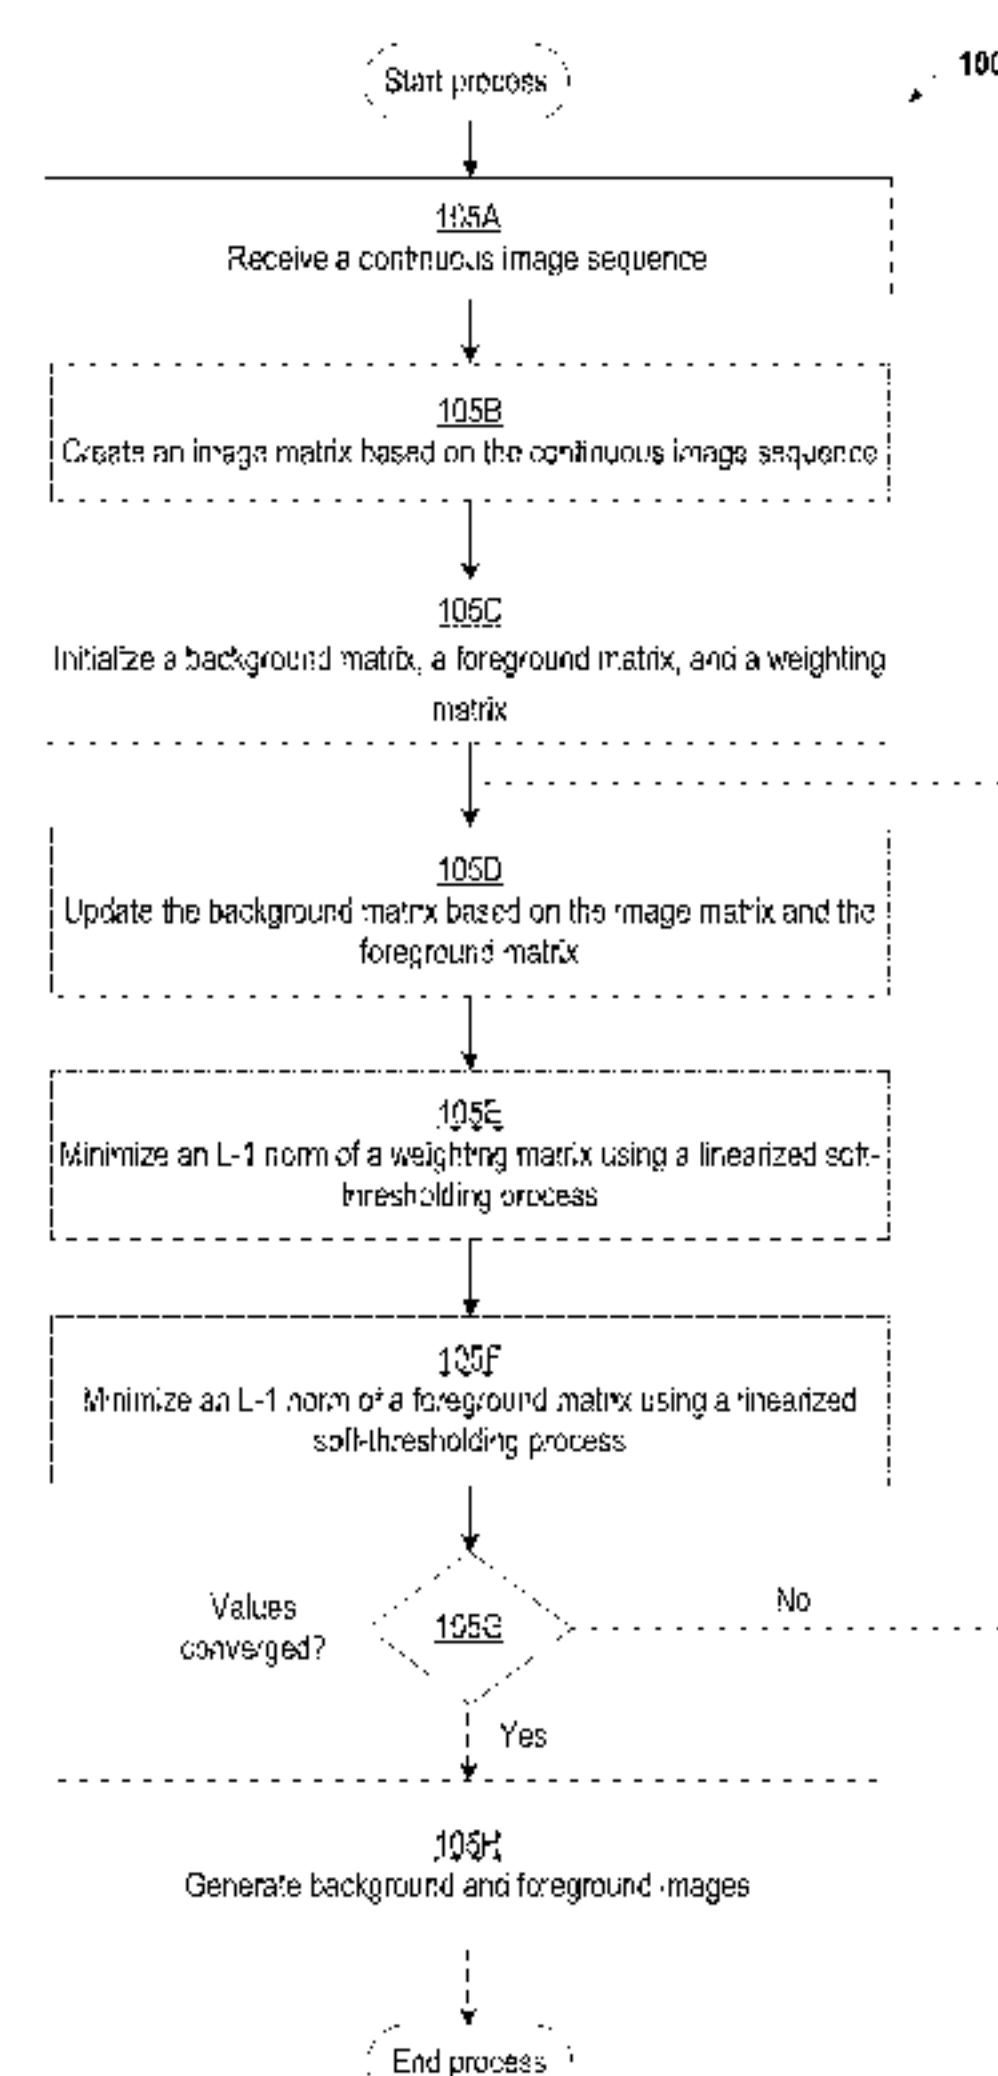 Start process
100
105A
Receive a continuous image sequence
105B
Create an image matrix based on the continuous image sequence
105C
Initialize a background matrix, a foreground matrix, and a weighting
matrix
105D
Update the background matrix based on the image matrix and the
foreground matrix
105E
Minimize an L-1 norm of a weighting matrix using a linearized soft-
thresholding process
105F
Minimize an L-1 norm of a foreground matrix using a linearized
soft-thresholding process
Values
converged?
105G
No
Yes
105H
Generate background and foreground images
End process